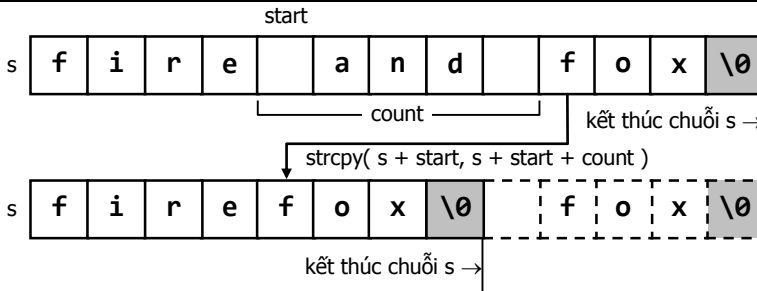 start
s f i r e a n d f o x \0
count
kết thúc chuỗi s →
strcpy( s + start, s + start + count )
s f i r e f o x \0 f o x \0
kết thúc chuỗi s →